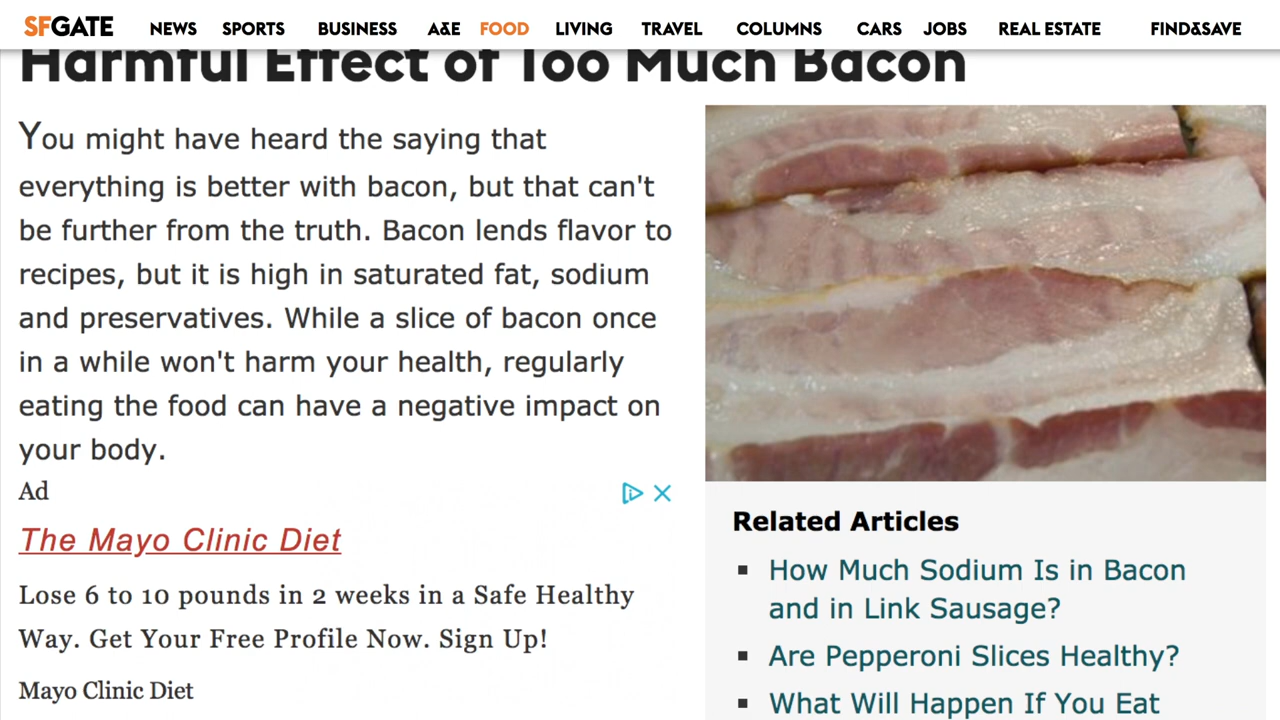 SFGATE NEWS SPORTS BUSINESS A&E FOOD LIVING TRAVEL COLUMNS CARS JOBS REAL ESTATE FIND&SAVE
Harmful Effect of Too Much Bacon
You might have heard the saying that
everything is better with bacon, but that can't
be further from the truth. Bacon lends flavor to
recipes, but it is high in saturated fat, sodium
and preservatives. While a slice of bacon once
in a while won't harm your health, regularly
eating the food can have a negative impact on
your body.
Ad
The Mayo Clinic Diet
Lose 6 to 10 pounds in 2 weeks in a Safe Healthy
Way. Get Your Free Profile Now. Sign Up!
Mayo Clinic Diet
Related Articles
How Much Sodium Is in Bacon
and in Link Sausage?
Are Pepperoni Slices Healthy?
What Will Happen If You Eat